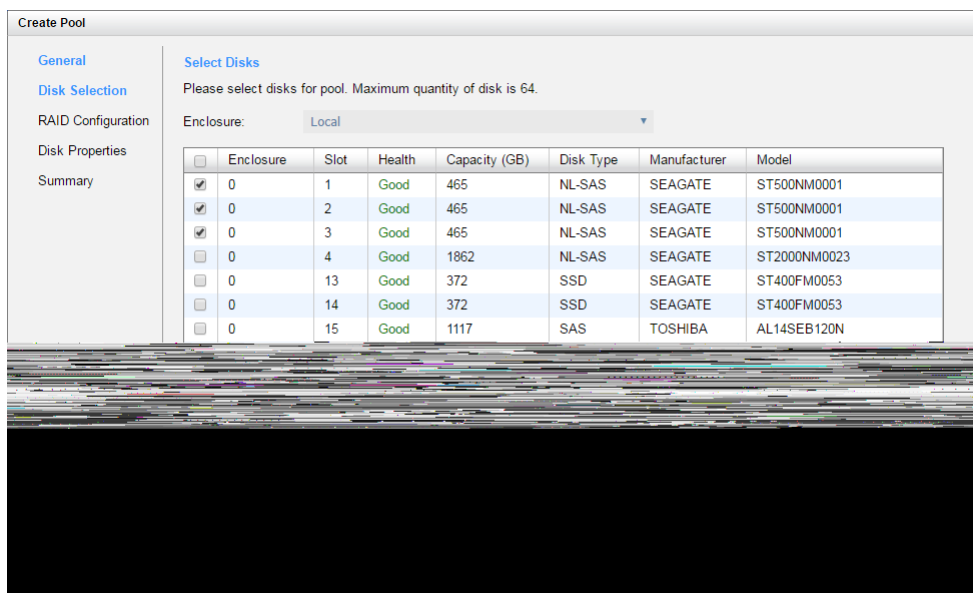 Create Pool
General
Disk Selection
RAID Configuration
Disk Properties
Summary
Select Disks
Please select disks for pool. Maximum quantity of disk is 64.
Enclosure: Local
Enclosure Slot Health Capacity (GB) Disk Type Manufacturer Model
0 1 Good 465 NL-SAS SEAGATE ST500NM0001
0 2 Good 465 NL-SAS SEAGATE ST500NM0001
0 3 Good 465 NL-SAS SEAGATE ST500NM0001
0 4 Good 1862 NL-SAS SEAGATE ST2000NM0023
0 13 Good 372 SSD SEAGATE ST400FM0053
0 14 Good 372 SSD SEAGATE ST400FM0053
0 15 Good 1117 SAS TOSHIBA AL14SEB120N